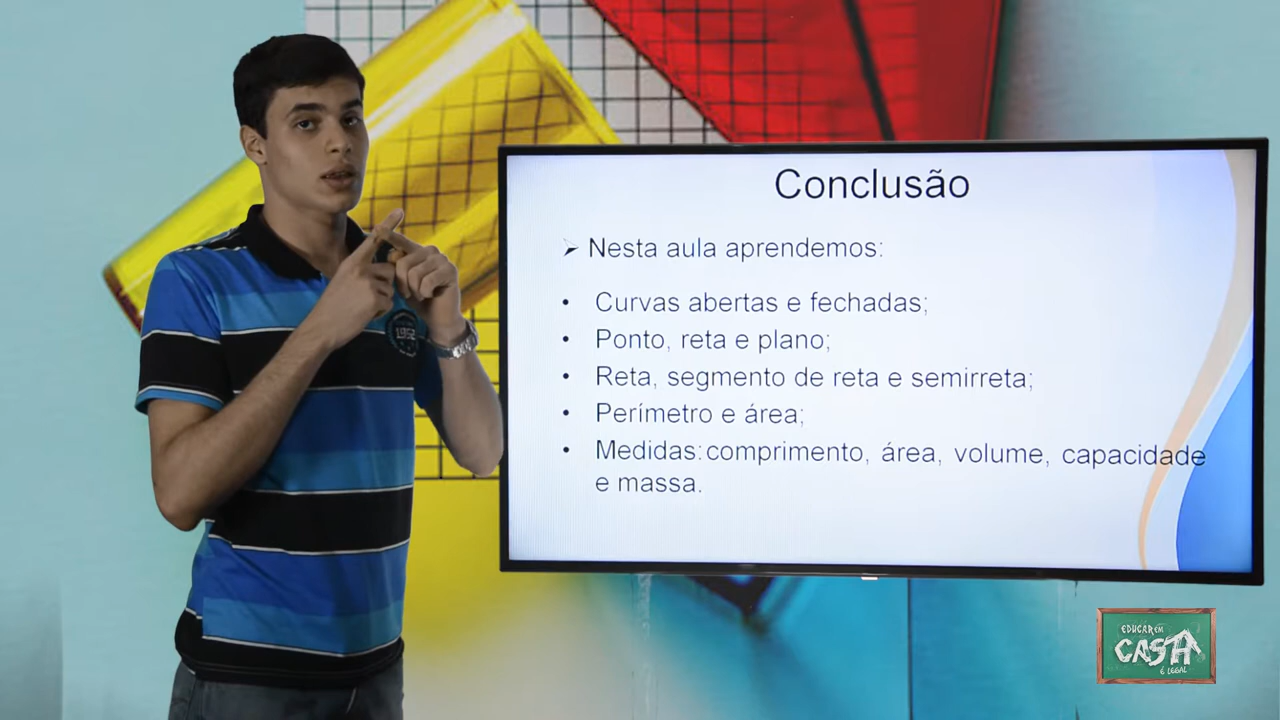 Conclusão
➢ Nesta aula aprendemos:
• Curvas abertas e fechadas;
• Ponto, reta e plano;
• Reta, segmento de reta e semirreta;
• Perímetro e área;
• Medidas: comprimento, área, volume, capacidade
e massa.
1952
EDUCAR EM
CASA
É LEGAL